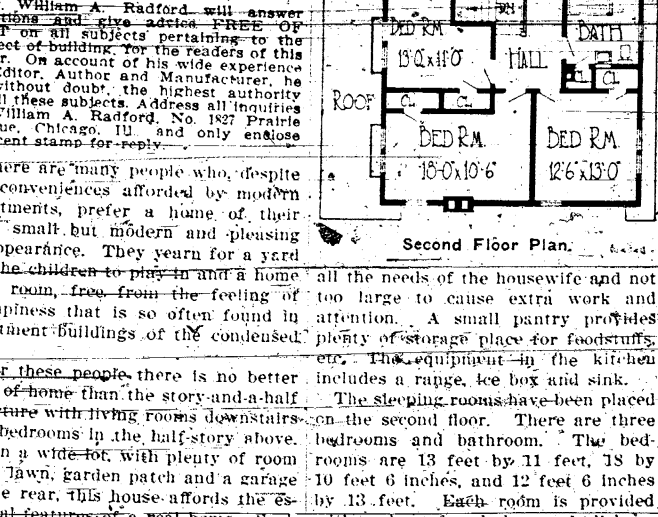 William A. Radford will answer
and give advice FREE OF
on all subjects pertaining to the
of building, for the readers of this
On account of his wide experience
Editor, Author and Manufacturer, he
without doubt, the highest authority
these subjects. Address all inquiries
William A. Radford, No. 1827 Prairie
Chicago, Ill. and only enclose
cent stamp for reply.
are many people who, despite
conveniences afforded by modern
prefer a home of their
small but modern and pleasing
They yearn for a yard
the children to play in and a home
room, free from the feeling of
that is so often found in
buildings of the condensed
these people there is no better
of home than the story-and-a-half
with living rooms downstairs
bedrooms in the half-story above.
a wide lot, with plenty of room
lawn, garden patch and a garage
rear, this house affords the es-
BED RM.
13'0"x11'0"
HALL
BATH
CL
CL
CL
CL
ROOF
BED RM.
18'-0"x10'-6"
BED RM.
12'6"x13'0"
Second Floor Plan.
all the needs of the housewife and not
too large to cause extra work and
attention. A small pantry provides
plenty of storage place for foodstuffs,
etc. The equipment in the kitchen
includes a range, ice box and sink.
The sleeping rooms have been placed
on the second floor. There are three
bedrooms and bathroom. The bed-
rooms are 13 feet by 11 feet, 18 by
10 feet 6 inches, and 12 feet 6 inches
by 13 feet. Each room is provided